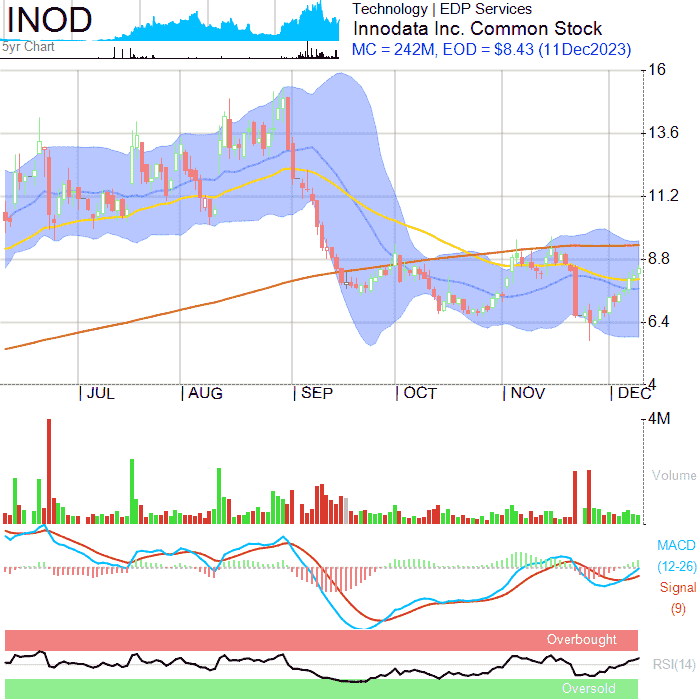 INOD
Technology | EDP Services
Innodata Inc. Common Stock
5yr Chart
MC = 242M, EOD = $8.43 (11Dec2023)
16
13.6
11.2
8.8
6.4
4
JUL
AUG
SEP
OCT
NOV
DEC
4M
Volume
MACD
(12-26)
Signal
(9)
Overbought
RSI(14)
Oversold